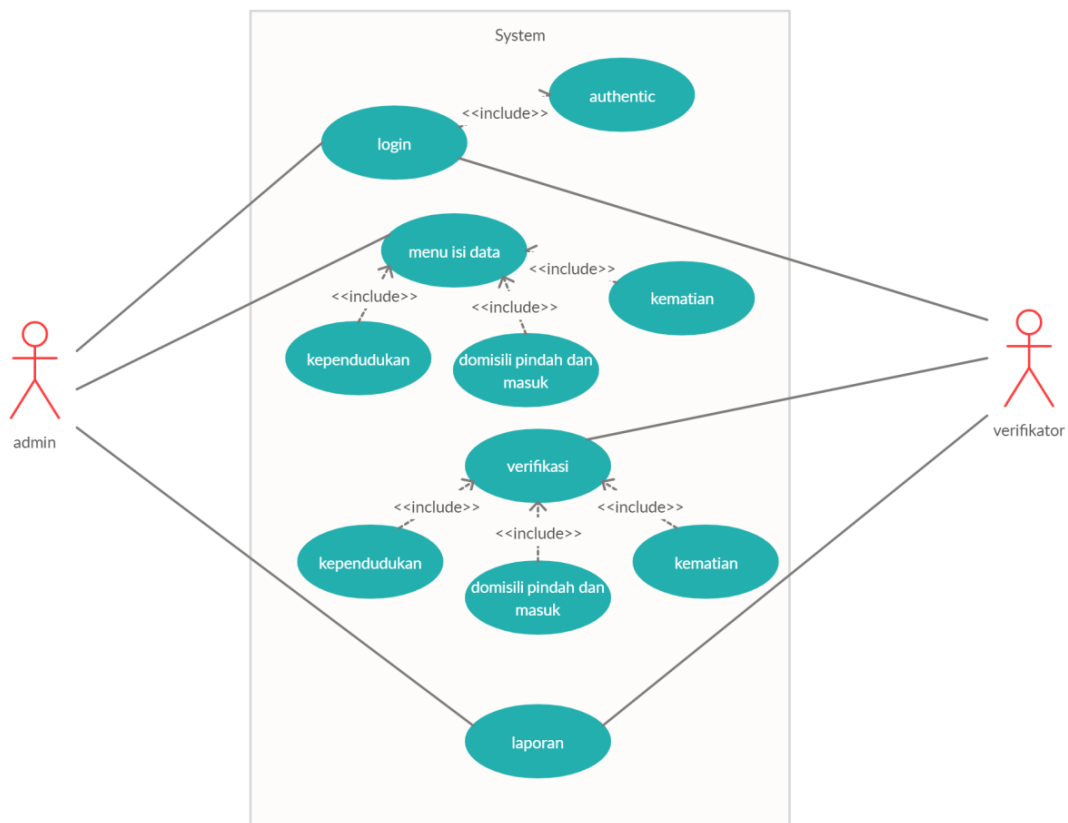 System
authentic
<<include>>
login
menu isi data
<<include>>
kematian
<<include>>
<<include>>
kependudukan
domisili pindah dan
masuk
admin
verifikator
verifikasi
<<include>>
<<include>>
<<include>>
kependudukan
kematian
domisili pindah dan
masuk
laporan